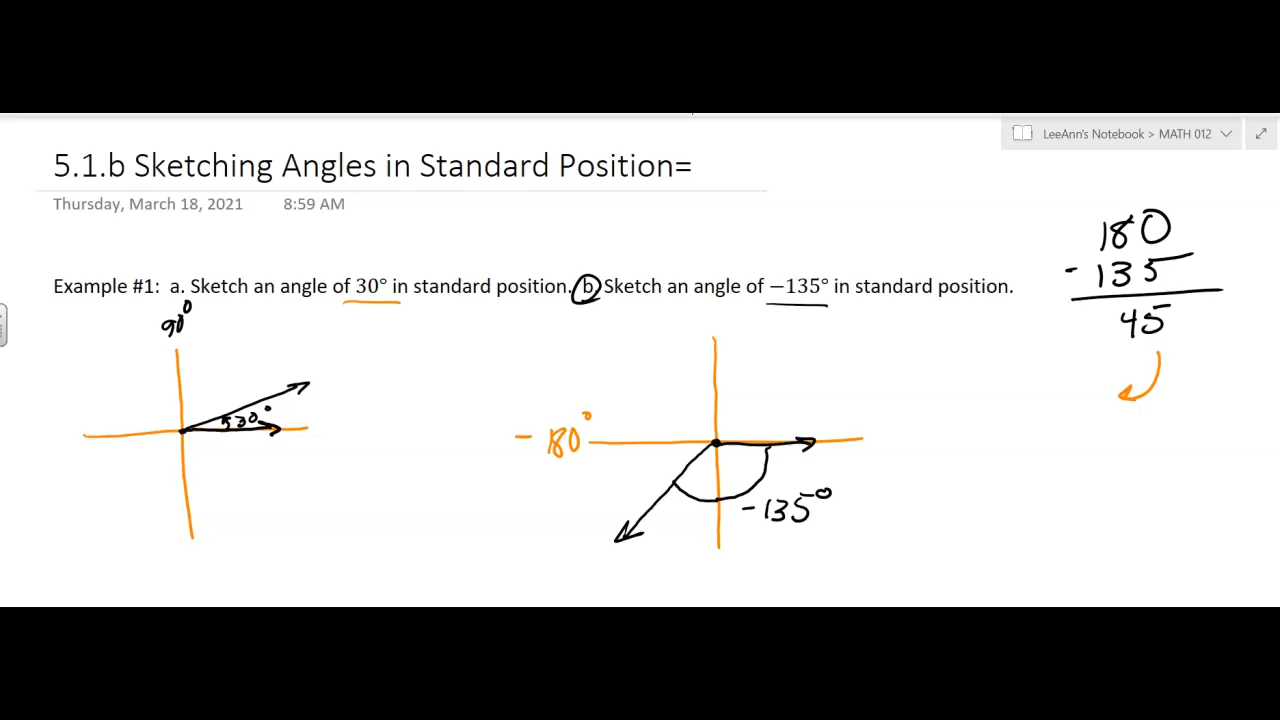 LeeAnn's Notebook > MATH 012
5.1.b Sketching Angles in Standard Position=
Thursday, March 18, 2021 8:59 AM
180
- 135
45
Example #1: a. Sketch an angle of 30° in standard position. b. Sketch an angle of −135° in standard position.
90°
30°
- 180°
-135°